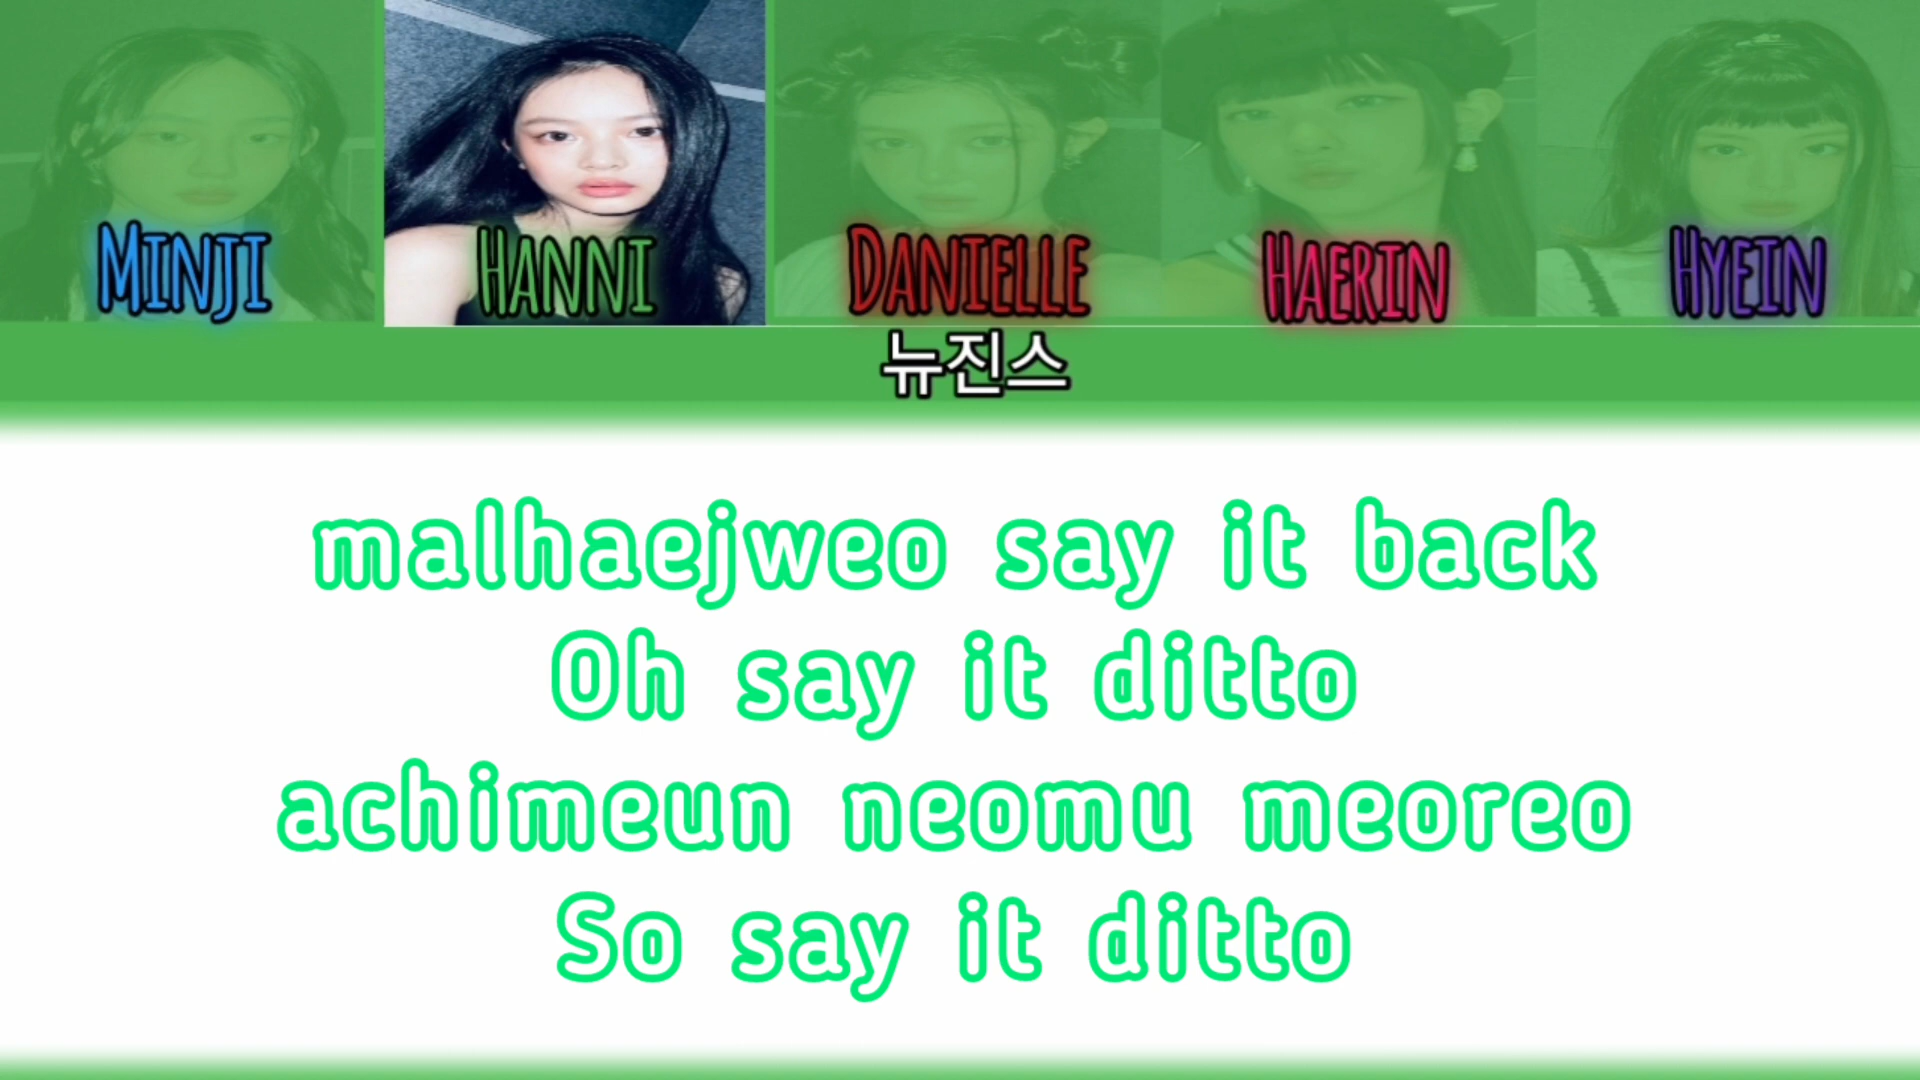 MINJI HANNI DANIELLE HAERIN HYEIN
뉴진스
malhaejweo say it back
Oh say it ditto
achimeun neomu meoreo
So say it ditto